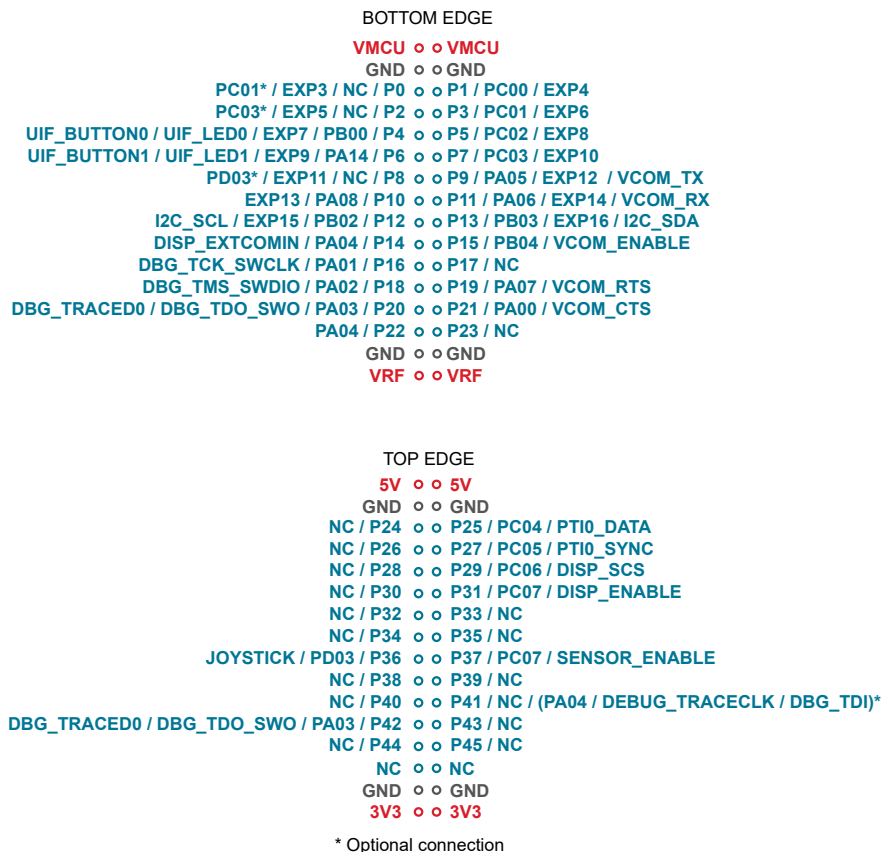 BOTTOM EDGE
VMCU VMCU
GND GND
PC01* / EXP3 / NC / P0 P1 / PC00 / EXP4
PC03* / EXP5 / NC / P2 P3 / PC01 / EXP6
UIF_BUTTON0 / UIF_LED0 / EXP7 / PB00 / P4 P5 / PC02 / EXP8
UIF_BUTTON1 / UIF_LED1 / EXP9 / PA14 / P6 P7 / PC03 / EXP10
PD03* / EXP11 / NC / P8 P9 / PA05 / EXP12 / VCOM_TX
EXP13 / PA08 / P10 P11 / PA06 / EXP14 / VCOM_RX
I2C_SCL / EXP15 / PB02 / P12 P13 / PB03 / EXP16 / I2C_SDA
DISP_EXTCOMIN / PA04 / P14 P15 / PB04 / VCOM_ENABLE
DBG_TCK_SWCLK / PA01 / P16 P17 / NC
DBG_TMS_SWDIO / PA02 / P18 P19 / PA07 / VCOM_RTS
DBG_TRACED0 / DBG_TDO_SWO / PA03 / P20 P21 / PA00 / VCOM_CTS
PA04 / P22 P23 / NC
GND GND
VRF VRF
TOP EDGE
5V 5V
GND GND
NC / P24 P25 / PC04 / PTI0_DATA
NC / P26 P27 / PC05 / PTI0_SYNC
NC / P28 P29 / PC06 / DISP_SCS
NC / P30 P31 / PC07 / DISP_ENABLE
NC / P32 P33 / NC
NC / P34 P35 / NC
JOYSTICK / PD03 / P36 P37 / PC07 / SENSOR_ENABLE
NC / P38 P39 / NC
NC / P40 P41 / NC / (PA04 / DEBUG_TRACECLK / DBG_TDI)*
DBG_TRACED0 / DBG_TDO_SWO / PA03 / P42 P43 / NC
NC / P44 P45 / NC
NC NC
GND GND
3V3 3V3
* Optional connection